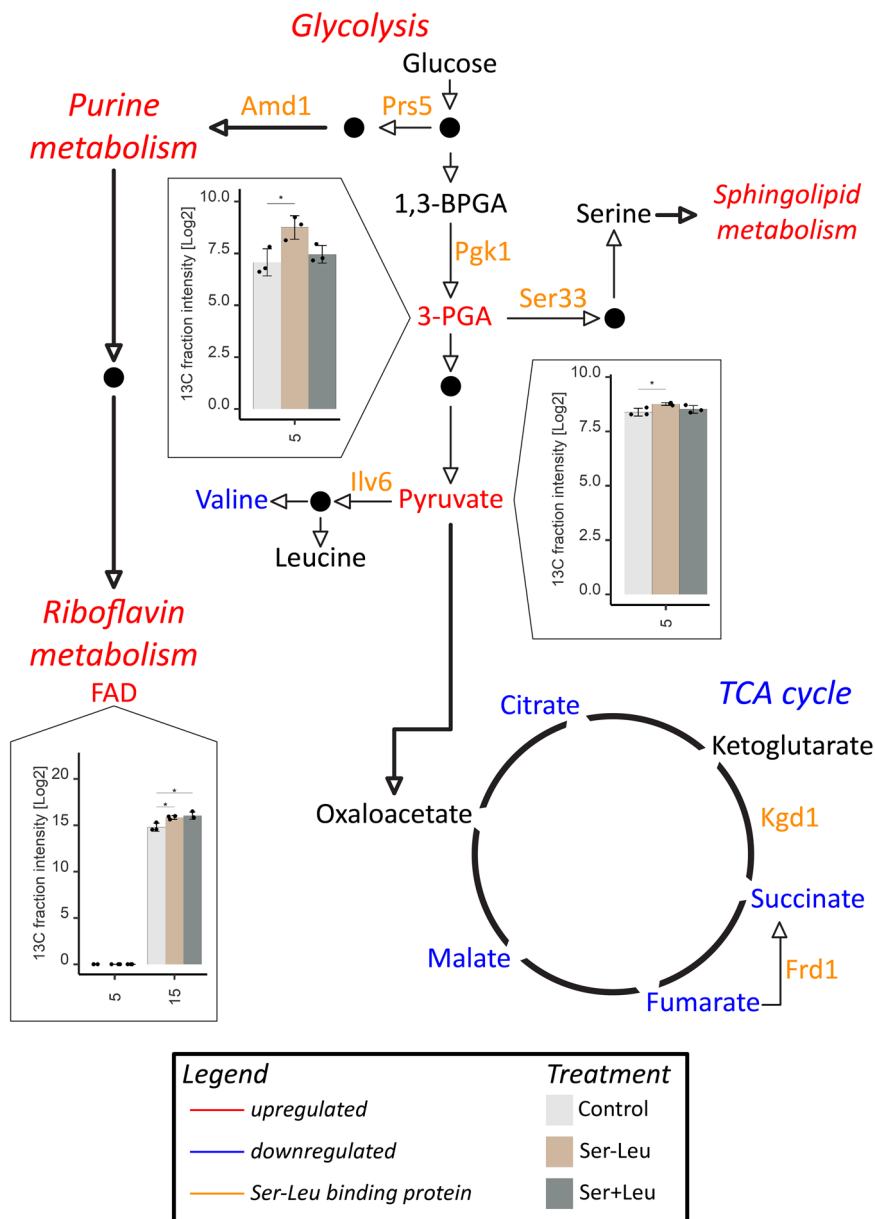 Glycolysis
Glucose
Purine
metabolism
Amd1
Prs5
1,3-BPGA
Pgk1
Serine
Sphingolipid
metabolism
3-PGA
Ser33
13C fraction intensity [Log2]
10.0
7.5
5.0
2.5
0.0
*
5
13C fraction intensity [Log2]
10.0
7.5
5.0
2.5
0.0
*
5
Valine
Ilv6
Pyruvate
Leucine
Riboflavin
metabolism
FAD
13C fraction intensity [Log2]
20
15
10
5
0
*
*
5
15
TCA cycle
Citrate
Ketoglutarate
Oxaloacetate
Kgd1
Succinate
Malate
Frd1
Fumarate
Legend
upregulated
downregulated
Ser-Leu binding protein
Treatment
Control
Ser-Leu
Ser+Leu